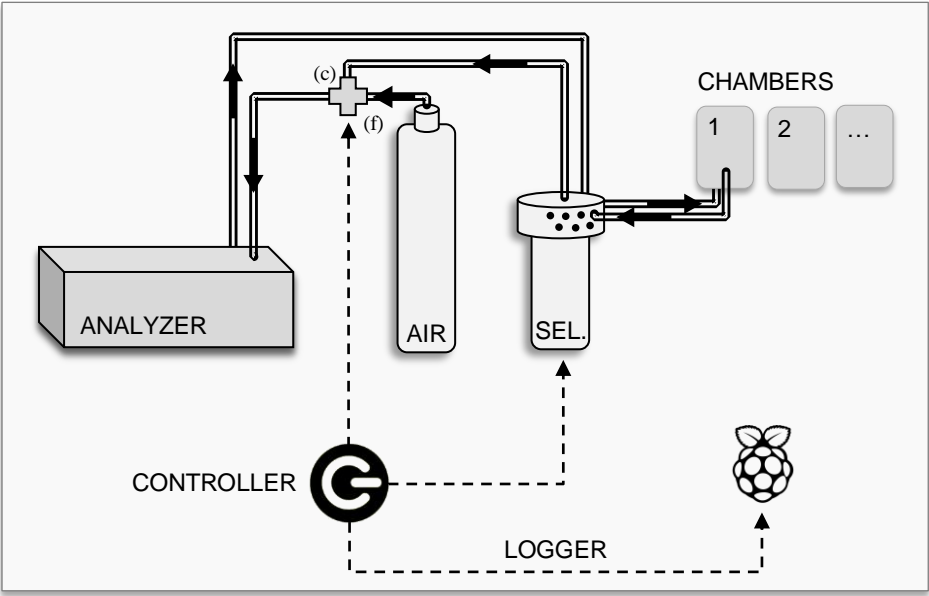 (c)
CHAMBERS
1
2
...
(f)
ANALYZER
AIR
SEL.
CONTROLLER
LOGGER